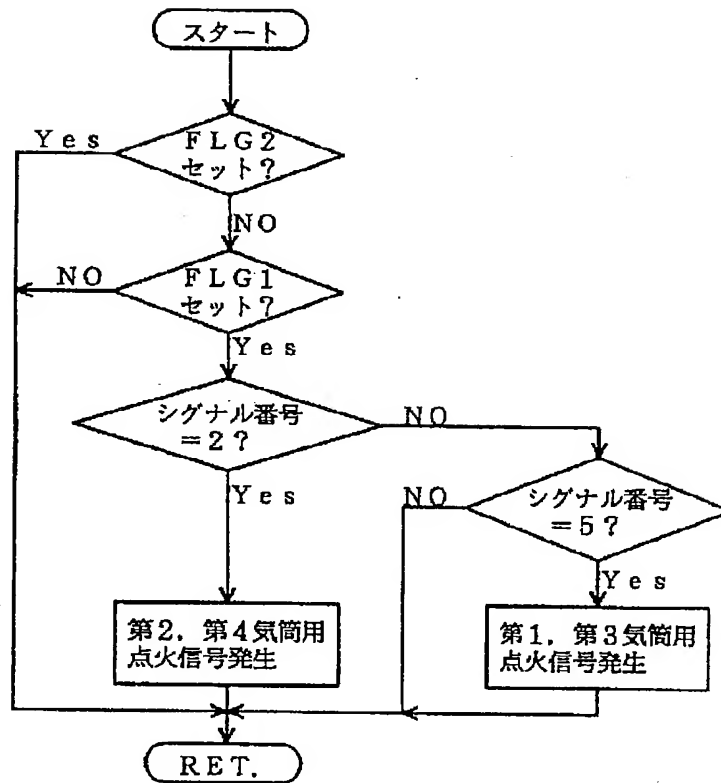 スタート
Yes
FLG2
セット?
NO
NO
FLG1
セット?
Yes
シグナル番号
=2?
NO
Yes
NO
シグナル番号
=5?
Yes
第2，第4気筒用
点火信号発生
第1，第3気筒用
点火信号発生
RET.